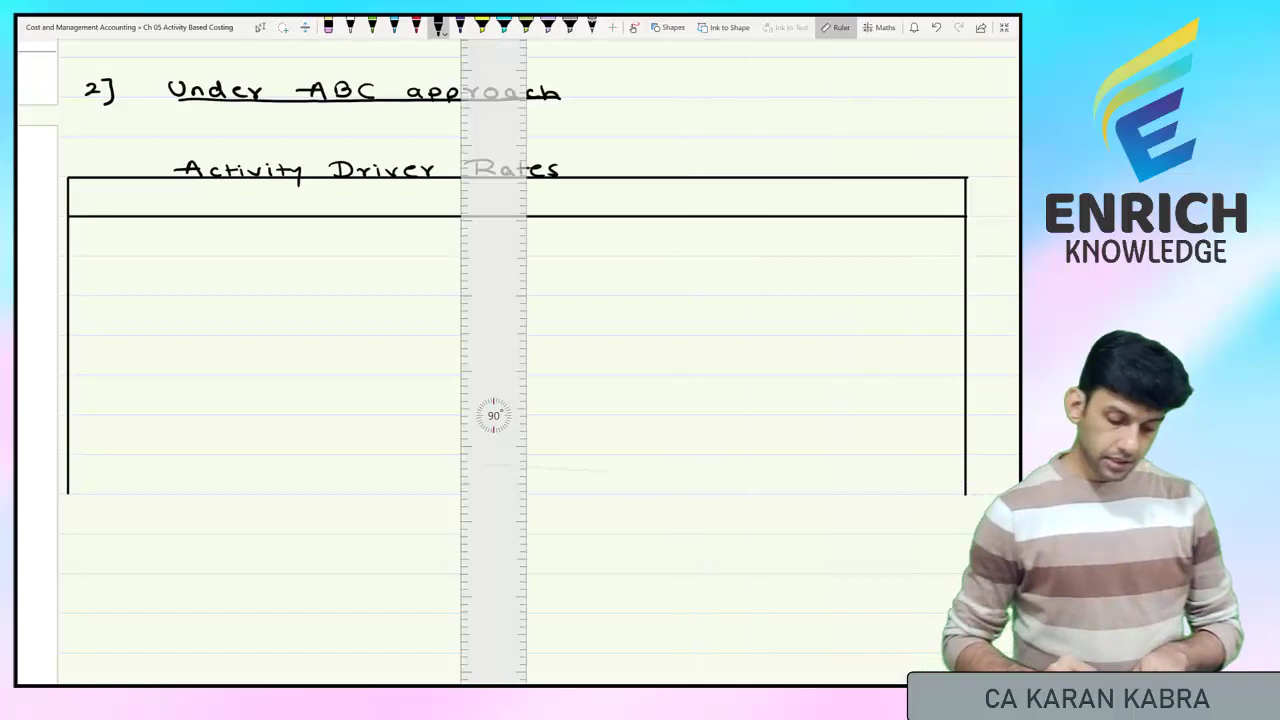 Cost and Management Accounting » Ch 05 Activity Based Costing
Shapes
Ink to Shape
Ink to Text
Ruler
Maths
2] Under ABC approach
Activity Driver Rates
90°
ENRICH
KNOWLEDGE
CA KARAN KABRA